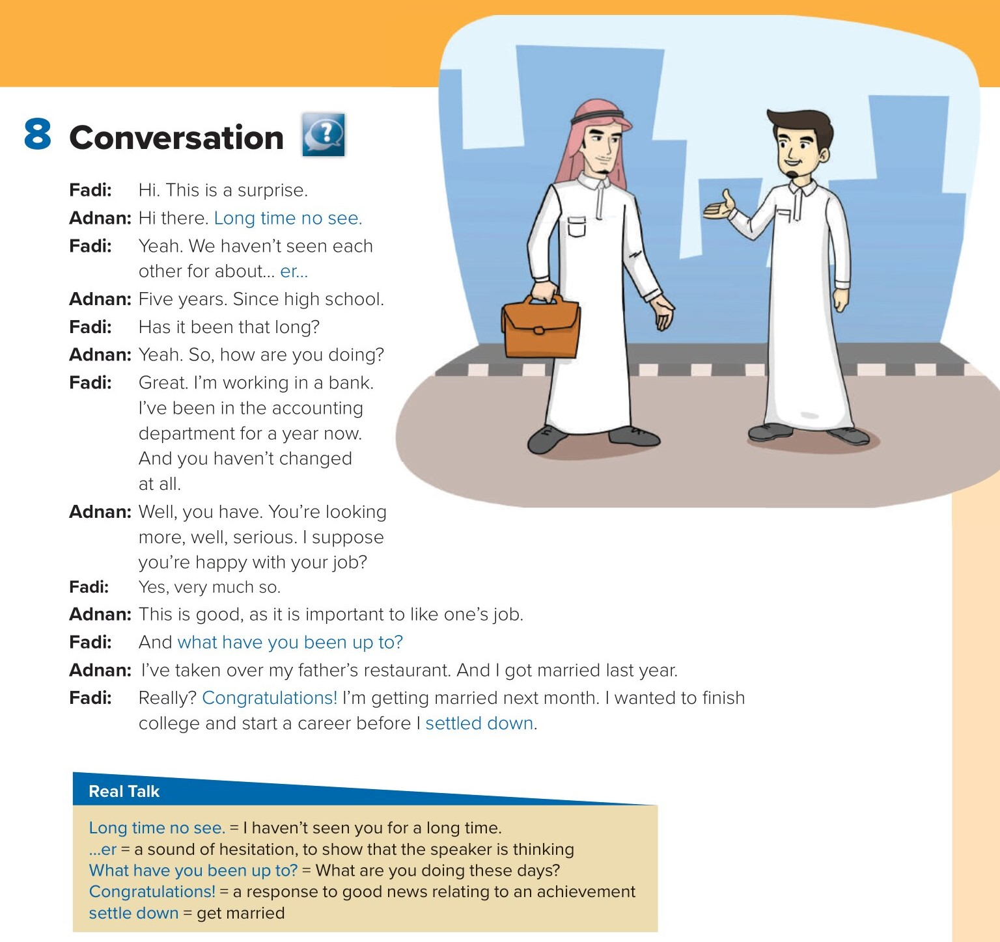 8 Conversation
?
Fadi: Hi. This is a surprise.
Adnan: Hi there. Long time no see.
Fadi: Yeah. We haven't seen each
other for about... er...
Adnan: Five years. Since high school.
Fadi: Has it been that long?
Adnan: Yeah. So, how are you doing?
Fadi: Great. I'm working in a bank.
I've been in the accounting
department for a year now.
And you haven't changed
at all.
Adnan: Well, you have. You're looking
more, well, serious. I suppose
you're happy with your job?
Fadi: Yes, very much so.
Adnan: This is good, as it is important to like one's job.
Fadi: And what have you been up to?
Adnan: I've taken over my father's restaurant. And I got married last year.
Fadi: Really? Congratulations! I'm getting married next month. I wanted to finish
college and start a career before I settled down.
Real Talk
Long time no see. = I haven't seen you for a long time.
...er = a sound of hesitation, to show that the speaker is thinking
What have you been up to? = What are you doing these days?
Congratulations! = a response to good news relating to an achievement
settle down = get married